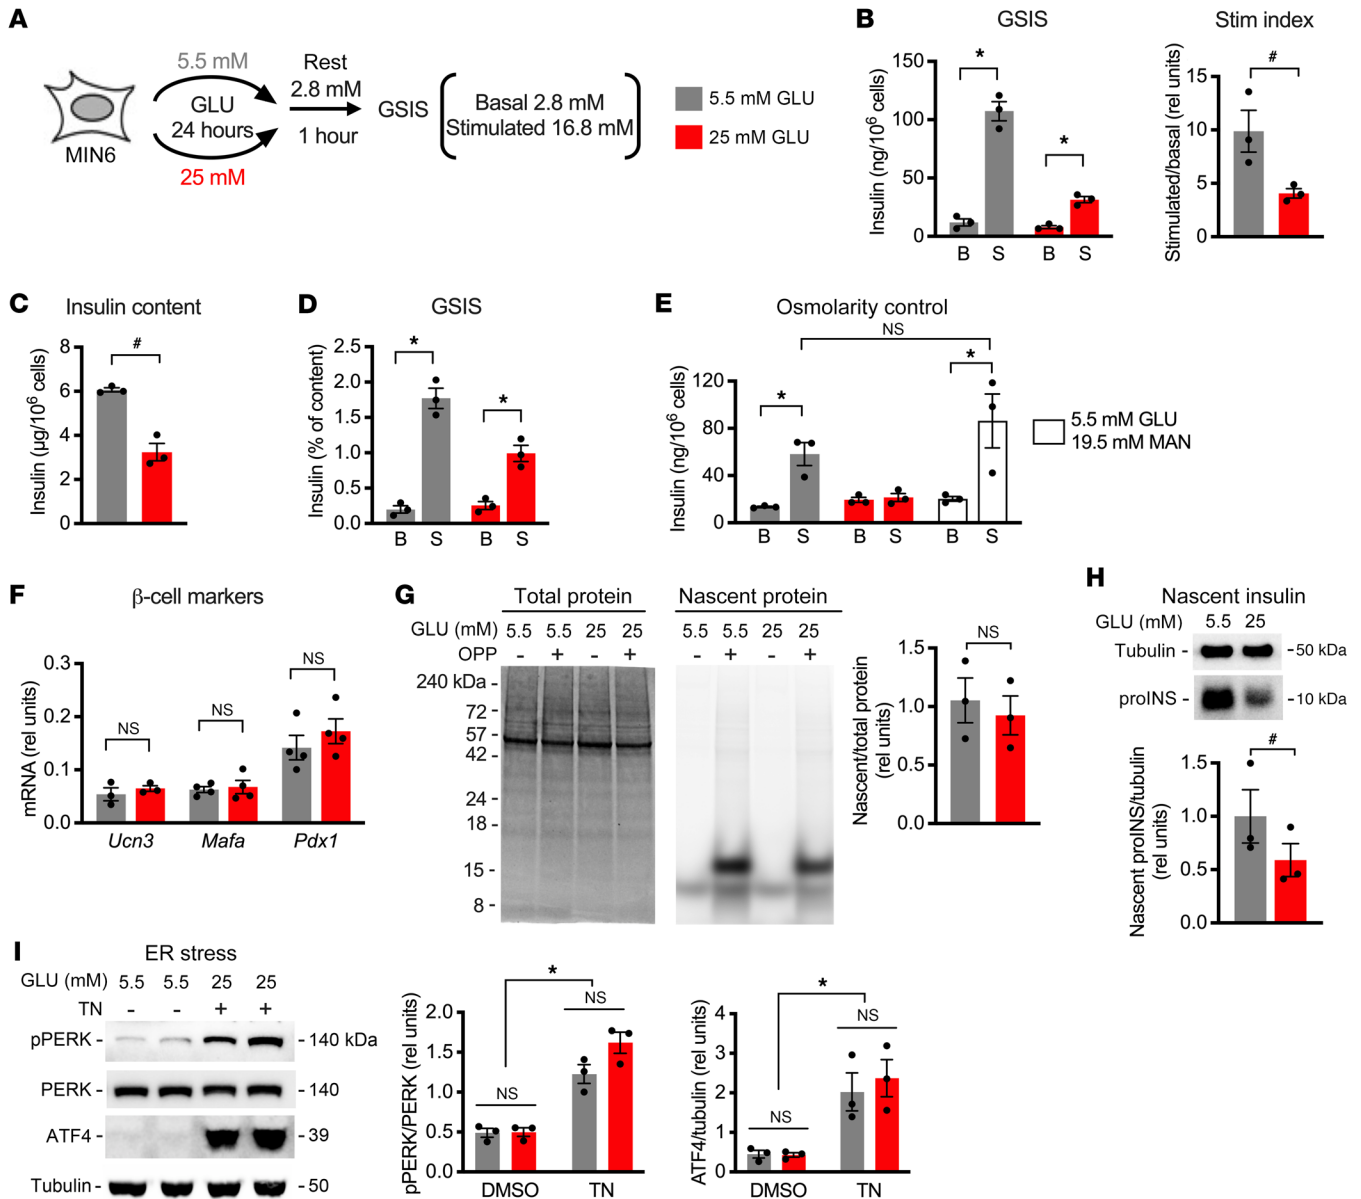 A
5.5 mM
GLU
24 hours
25 mM
MIN6
Rest
2.8 mM
1 hour
GSIS
Basal 2.8 mM
Stimulated 16.8 mM
5.5 mM GLU
25 mM GLU
B
GSIS
Insulin (ng/10⁶ cells)
150
100
50
0
*
*
B S B S
Stim index
Stimulated/basal (rel units)
15
10
5
0
#
C
Insulin content
Insulin (µg/10⁶ cells)
8
6
4
2
0
#
D
GSIS
Insulin (% of content)
2.5
2.0
1.5
1.0
0.5
0.0
*
*
B S B S
E
Osmolarity control
NS
Insulin (ng/10⁶ cells)
120
80
40
0
*
*
B S B S B S
5.5 mM GLU
19.5 mM MAN
F
β-cell markers
mRNA (rel units)
0.3
0.2
0.1
0.0
NS
NS
NS
Ucn3 Mafa Pdx1
G
Total protein Nascent protein
GLU (mM) 5.5 5.5 25 25 5.5 5.5 25 25
OPP - + - + - + - +
240 kDa -
72 -
57 -
42 -
24 -
18 -
15 -
8 -
Nascent/total protein
(rel units)
1.5
1.0
0.5
0.0
NS
H
Nascent insulin
GLU (mM) 5.5 25
Tubulin - - 50 kDa
proINS - - 10 kDa
Nascent proINS/tubulin
(rel units)
1.5
1.0
0.5
0.0
#
I
ER stress
GLU (mM) 5.5 5.5 25 25
TN - - + +
pPERK - - 140 kDa
PERK - - 140
ATF4 - - 39
Tubulin - - 50
pPERK/PERK (rel units)
2.0
1.5
1.0
0.5
0.0
*
NS
NS
DMSO TN
ATF4/tubulin (rel units)
4
3
2
1
0
*
NS
NS
DMSO TN